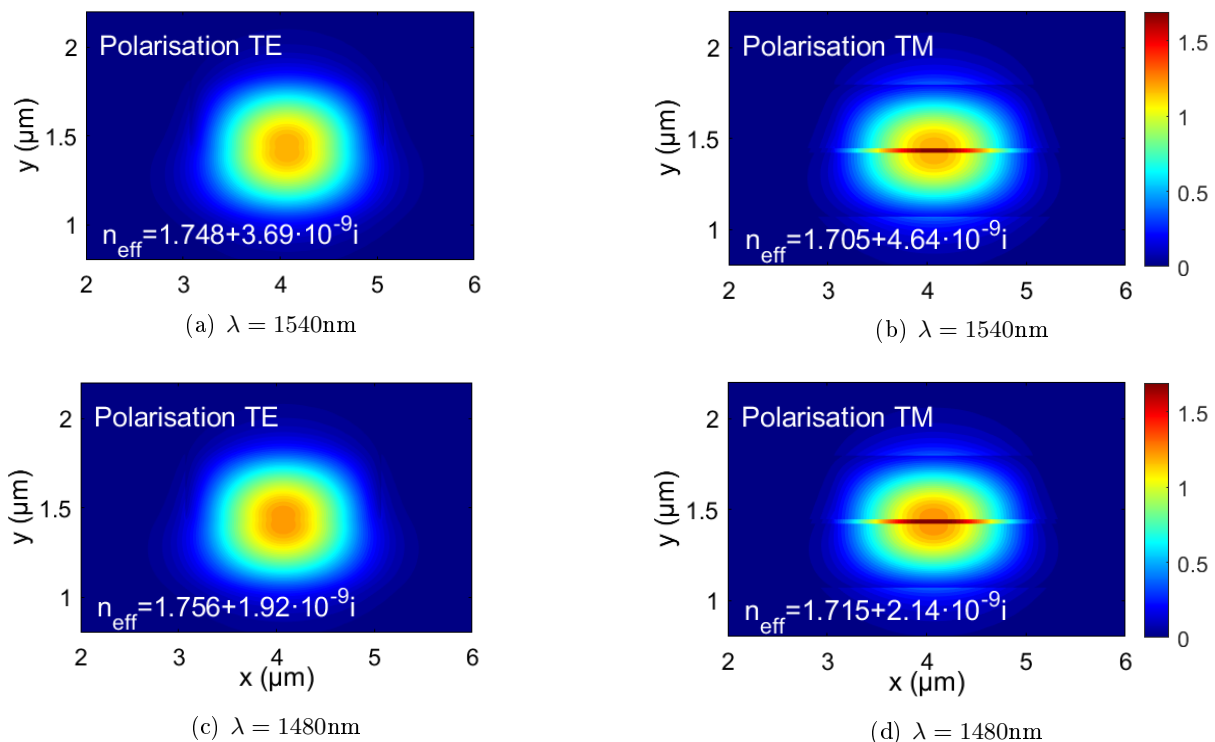 Polarisation TE
2
1.5
1
y (µm)
n_eff=1.748+3.69·10^-9i
2 3 4 5 6
(a) λ = 1540nm
Polarisation TM
2
1.5
1
y (µm)
n_eff=1.705+4.64·10^-9i
2 3 4 5 6
1.5
1
0.5
0
(b) λ = 1540nm
Polarisation TE
2
1.5
1
y (µm)
n_eff=1.756+1.92·10^-9i
2 3 4 5 6
x (µm)
(c) λ = 1480nm
Polarisation TM
2
1.5
1
y (µm)
n_eff=1.715+2.14·10^-9i
2 3 4 5 6
x (µm)
1.5
1
0.5
0
(d) λ = 1480nm